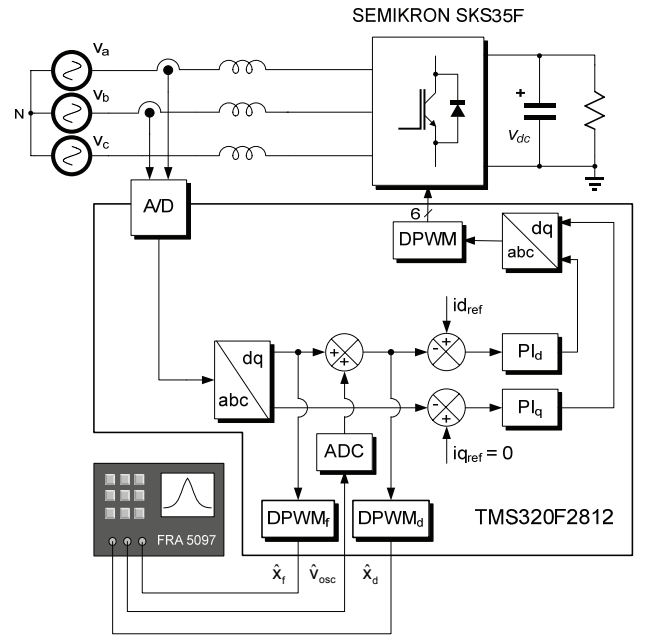 SEMIKRON SKS35F
va
N
vb
vc
+
vdc
A/D
6
DPWM
dq
abc
idref
dq
abc
+
+
-
+
PId
-
+
PIq
ADC
iqref = 0
DPWMf
DPWMd
TMS320F2812
FRA 5097
x̂f
v̂osc
x̂d